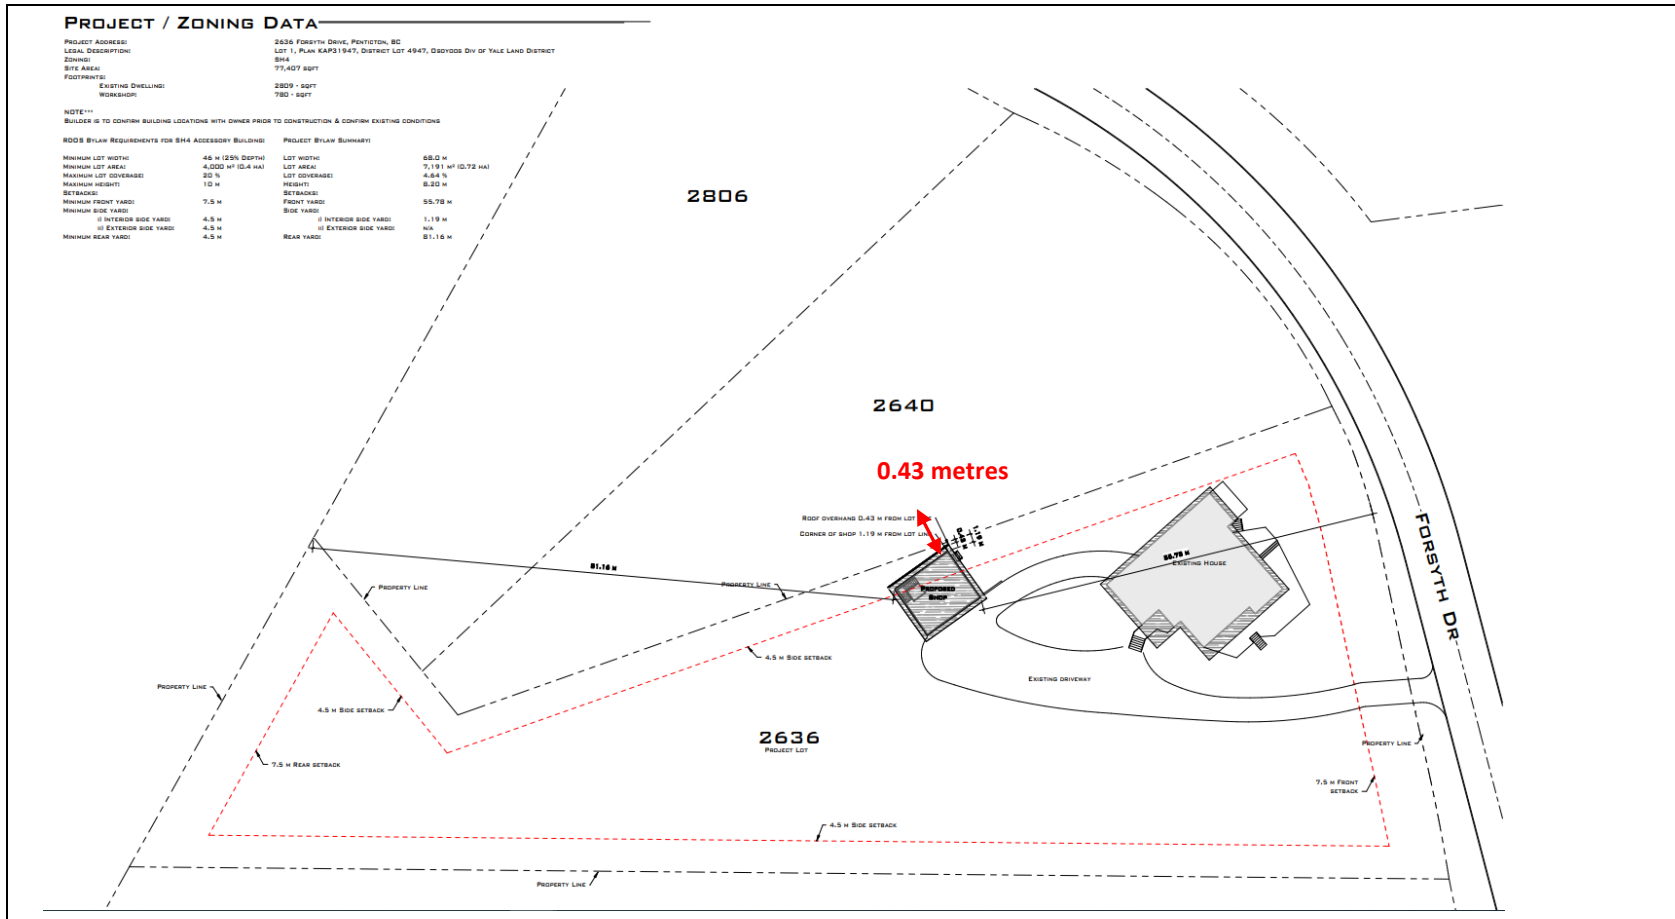 PROJECT / ZONING DATA
PROJECT ADDRESS: 2636 FORSYTH DRIVE, PENTICTON, BC
LEGAL DESCRIPTION: LOT 1, PLAN KAP31947, DISTRICT LOT 4947, OSOYOOS DIV OF YALE LAND DISTRICT
ZONING: SH4
SITE AREA: 77,407 SQFT
FOOTPRINTS:
EXISTING DWELLING: 2809 - SQFT
WORKSHOP: 780 - SQFT
NOTE***
BUILDER IS TO CONFIRM BUILDING LOCATIONS WITH OWNER PRIOR TO CONSTRUCTION & CONFIRM EXISTING CONDITIONS
RDOS BYLAW REQUIREMENTS FOR SH4 ACCESSORY BUILDING: PROJECT BYLAW SUMMARY:
MINIMUM LOT WIDTH: 46 M (25% DEPTH) LOT WIDTH: 68.0 M
MINIMUM LOT AREA: 4,000 M² (0.4 HA) LOT AREA: 7,191 M² (0.72 HA)
MAXIMUM LOT COVERAGE: 20 % LOT COVERAGE: 4.64 %
MAXIMUM HEIGHT: 10 M HEIGHT: 8.20 M
SETBACKS: SETBACKS:
MINIMUM FRONT YARD: 7.5 M FRONT YARD: 55.78 M
MINIMUM SIDE YARD: SIDE YARD:
I) INTERIOR SIDE YARD: 4.5 M I) INTERIOR SIDE YARD: 1.19 M
II) EXTERIOR SIDE YARD: 4.5 M II) EXTERIOR SIDE YARD: N/A
MINIMUM REAR YARD: 4.5 M REAR YARD: 81.16 M
2806
2640
0.43 metres
ROOF OVERHANG 0.43 M FROM LOT
CORNER OF SHOP 1.19 M FROM LOT LINE
0.43 M
1.19 M
FORSYTH DR
55.78 M
EXISTING HOUSE
81.16 M
PROPERTY LINE
PROPERTY LINE
PROPOSED
SHOP
4.5 M SIDE SETBACK
EXISTING DRIVEWAY
PROPERTY LINE
4.5 M SIDE SETBACK
2636
PROJECT LOT
PROPERTY LINE
7.5 M REAR SETBACK
7.5 M FRONT
SETBACK
4.5 M SIDE SETBACK
PROPERTY LINE